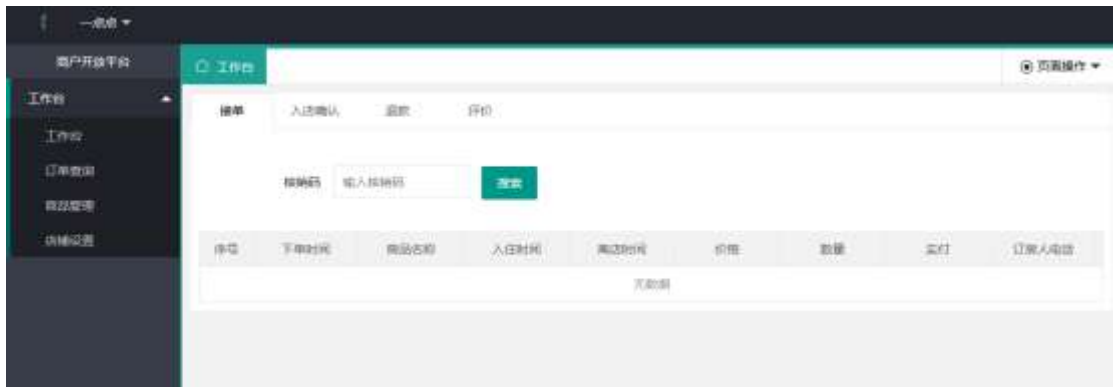 一点点
商户开放平台
工作台
页面操作
工作台
接单 入店确认 退款 评价
工作台
订单查询
核销码 输入核销码 搜索
商品管理
店铺设置
序号 下单时间 商品名称 入住时间 离店时间 价格 数量 实付 订房人电话
无数据